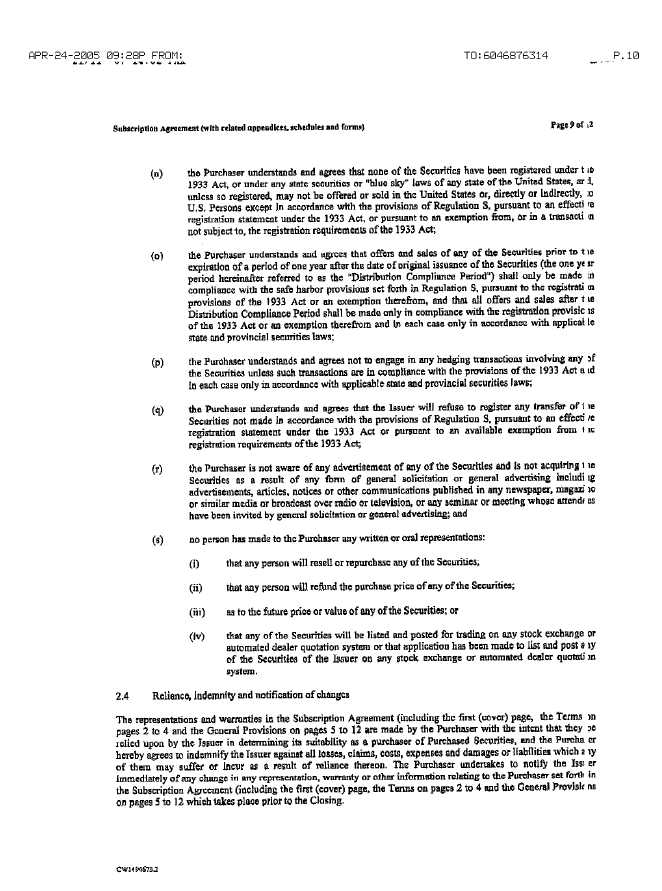 APR-24-2005 09:28P FROM: TO:6046876314 P.10
Subscription Agreement (with related appendices, schedules and forms) Page 9 of 12
(n) the Purchaser understands and agrees that none of the Securities have been registered under the
1933 Act, or under any state securities or "blue sky" laws of any state of the United States, and,
unless so registered, may not be offered or sold in the United States or, directly or indirectly, to
U.S. Persons except in accordance with the provisions of Regulation S, pursuant to an effective
registration statement under the 1933 Act, or pursuant to an exemption from, or in a transaction
not subject to, the registration requirements of the 1933 Act;
(o) the Purchaser understands and agrees that offers and sales of any of the Securities prior to the
expiration of a period of one year after the date of original issuance of the Securities (the one year
period hereinafter referred to as the "Distribution Compliance Period") shall only be made in
compliance with the safe harbor provisions set forth in Regulation S, pursuant to the registration
provisions of the 1933 Act or an exemption therefrom, and that all offers and sales after the
Distribution Compliance Period shall be made only in compliance with the registration provisions
of the 1933 Act or an exemption therefrom and in each case only in accordance with applicable
state and provincial securities laws;
(p) the Purchaser understands and agrees not to engage in any hedging transactions involving any of
the Securities unless such transactions are in compliance with the provisions of the 1933 Act and
in each case only in accordance with applicable state and provincial securities laws;
(q) the Purchaser understands and agrees that the Issuer will refuse to register any transfer of the
Securities not made in accordance with the provisions of Regulation S, pursuant to an effective
registration statement under the 1933 Act or pursuant to an available exemption from the
registration requirements of the 1933 Act;
(r) the Purchaser is not aware of any advertisement of any of the Securities and is not acquiring the
Securities as a result of any form of general solicitation or general advertising including
advertisements, articles, notices or other communications published in any newspaper, magazine
or similar media or broadcast over radio or television, or any seminar or meeting whose attendees
have been invited by general solicitation or general advertising; and
(s) no person has made to the Purchaser any written or oral representations:
(i) that any person will resell or repurchase any of the Securities;
(ii) that any person will refund the purchase price of any of the Securities;
(iii) as to the future price or value of any of the Securities; or
(iv) that any of the Securities will be listed and posted for trading on any stock exchange or
automated dealer quotation system or that application has been made to list and post any
of the Securities of the Issuer on any stock exchange or automated dealer quotation
system.
2.4 Reliance, indemnity and notification of changes
The representations and warranties in the Subscription Agreement (including the first (cover) page, the Terms on
pages 2 to 4 and the General Provisions on pages 5 to 12 are made by the Purchaser with the intent that they be
relied upon by the Issuer in determining its suitability as a purchaser of Purchased Securities, and the Purchaser
hereby agrees to indemnify the Issuer against all losses, claims, costs, expenses and damages or liabilities which any
of them may suffer or incur as a result of reliance thereon. The Purchaser undertakes to notify the Issuer
immediately of any change in any representation, warranty or other information relating to the Purchaser set forth in
the Subscription Agreement (including the first (cover) page, the Terms on pages 2 to 4 and the General Provisions
on pages 5 to 12 which takes place prior to the Closing.